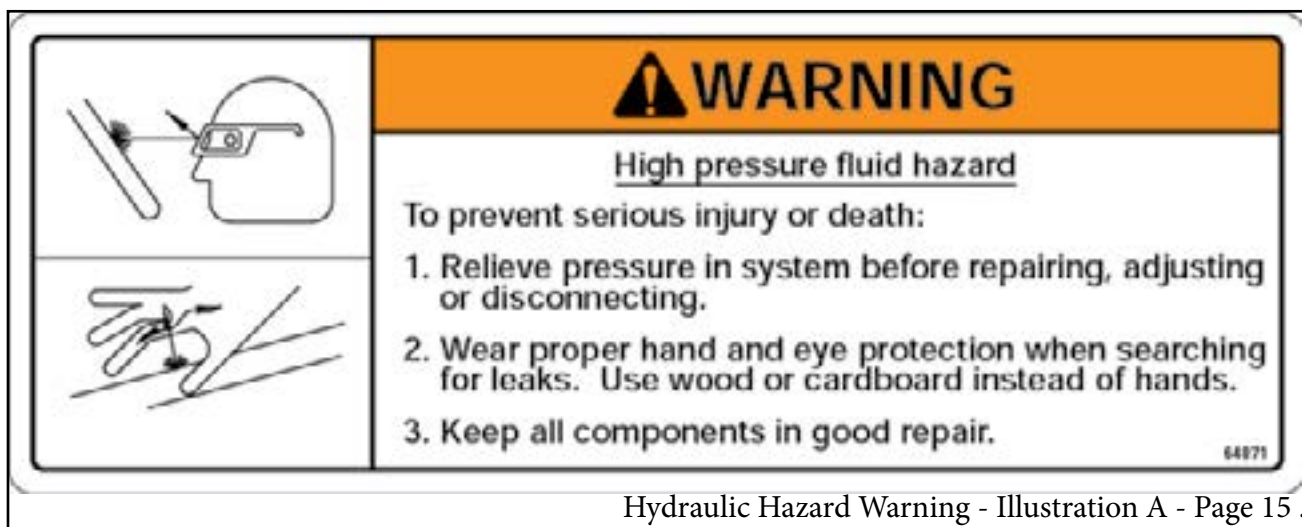 WARNING
High pressure fluid hazard
To prevent serious injury or death:
1. Relieve pressure in system before repairing, adjusting
or disconnecting.
2. Wear proper hand and eye protection when searching
for leaks. Use wood or cardboard instead of hands.
3. Keep all components in good repair.
64071
Hydraulic Hazard Warning - Illustration A - Page 15 .